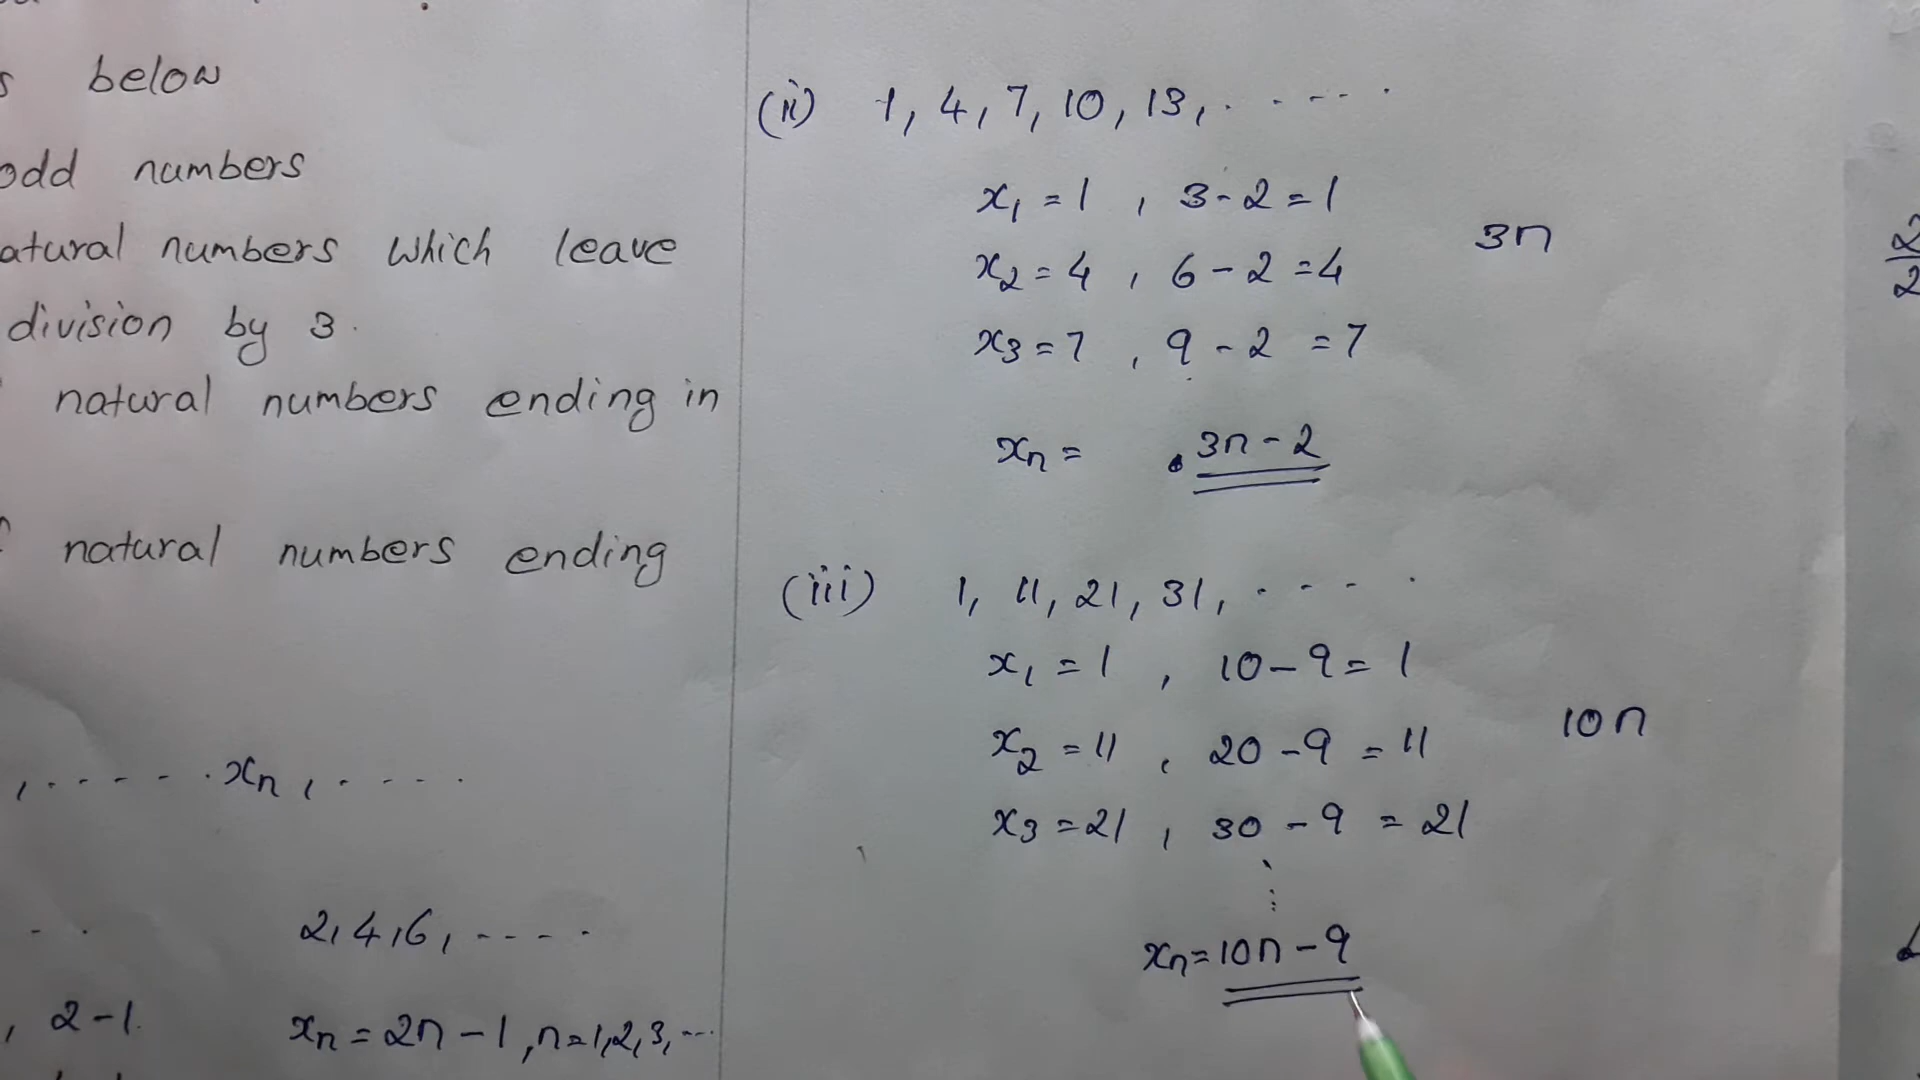 below
odd numbers
natural numbers which leave
division by 3.
natural numbers ending in
natural numbers ending
, ------ xₙ, -----
2, 4, 6, -----
, 2-1.
xₙ = 2n - 1, n = 1, 2, 3, ---
(ii) 1, 4, 7, 10, 13, ------
x₁ = 1 , 3 - 2 = 1
3n
x₂ = 4 , 6 - 2 = 4
x₃ = 7 , 9 - 2 = 7
xₙ = 3n - 2
(iii) 1, 11, 21, 31, -----
x₁ = 1 , 10 - 9 = 1
10n
x₂ = 11 , 20 - 9 = 11
x₃ = 21 , 30 - 9 = 21
xₙ = 10n - 9
2/2